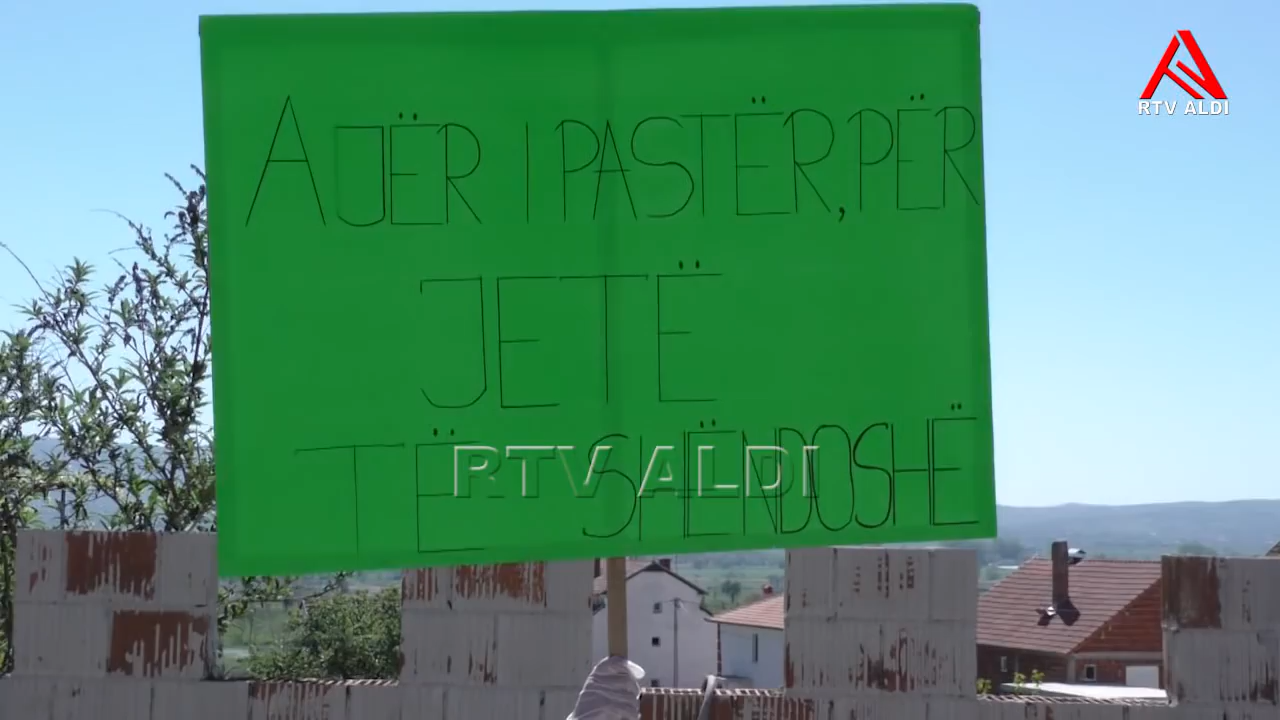 RTV ALDI
AJËR I PASTËR, PËR
JETË
TË SHËNDOSHË
RTV ALDI